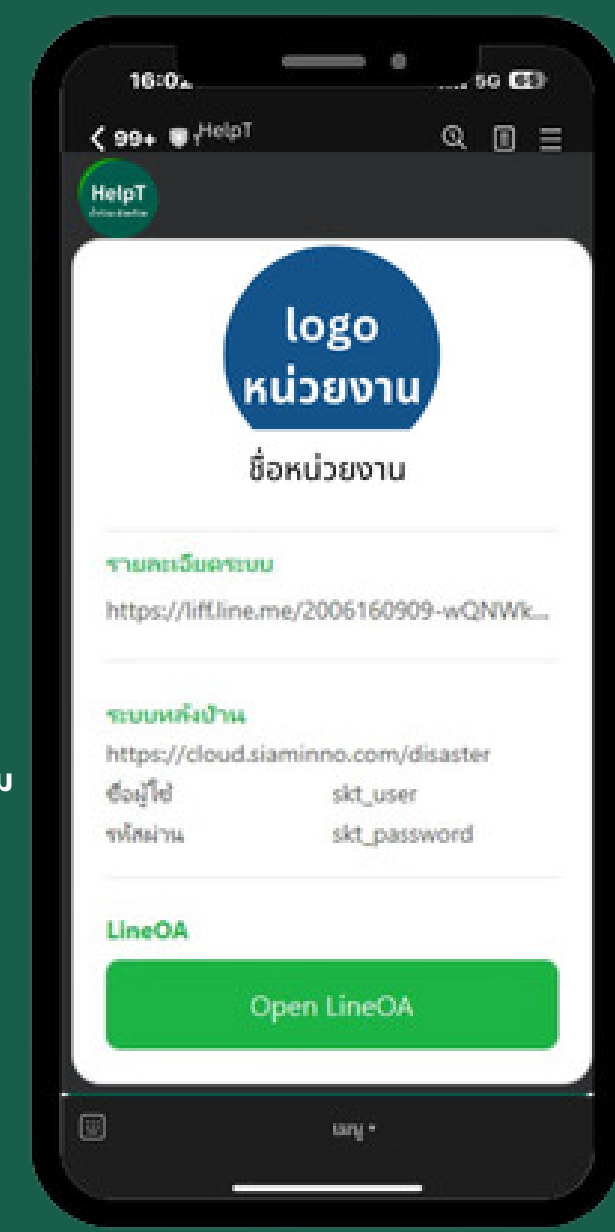 16:0
5G
99+ HelpT
HelpT
logo
หน่วยงาน
ชื่อหน่วยงาน
รายละเอียดระบบ
https://liff.line.me/2006160909-wQNWk...
ระบบหลังบ้าน
https://cloud.siaminno.com/disaster
ชื่อผู้ใช้ skt_user
รหัสผ่าน skt_password
LineOA
Open LineOA
เมนู